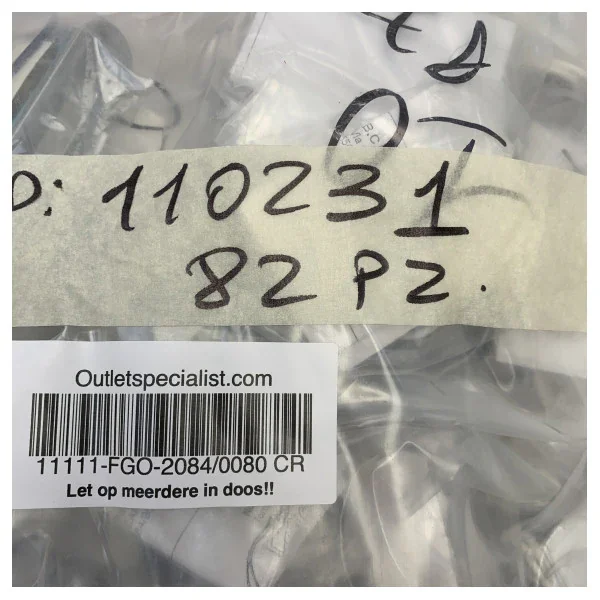 D: 110231
82 PZ.
Outletspecialist.com
11111-FGO-2084/0080 CR
Let op meerdere in doos!!